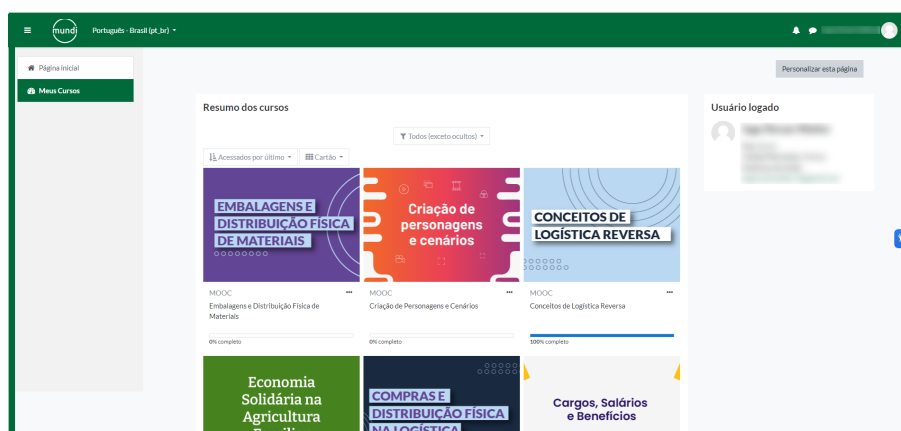 mundi
Português - Brasil (pt_br)
Página inicial
Meus Cursos
Personalizar esta página
Resumo dos cursos
Usuário logado
Todos (exceto ocultos)
Acessados por último
Cartão
EMBALAGENS E
DISTRIBUIÇÃO FÍSICA
DE MATERIAIS
Criação de
personagens
e cenários
CONCEITOS DE
LOGÍSTICA REVERSA
MOOC
Embalagens e Distribuição Física de
Materiais
0% completo
MOOC
Criação de Personagens e Cenários
0% completo
MOOC
Conceitos de Logística Reversa
100% completo
Economia
Solidária na
Agricultura
Familiar
COMPRAS E
DISTRIBUIÇÃO FÍSICA
NA LOGÍSTICA
Cargos, Salários
e Benefícios